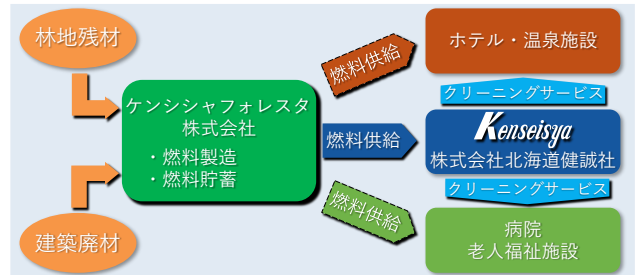 林地残材
建築廃材
ケンシシャフォレスタ
株式会社
・燃料製造
・燃料貯蓄
燃料供給
燃料供給
燃料供給
ホテル・温泉施設
クリーニングサービス
Kenseisya
株式会社北海道健誠社
クリーニングサービス
病院
老人福祉施設